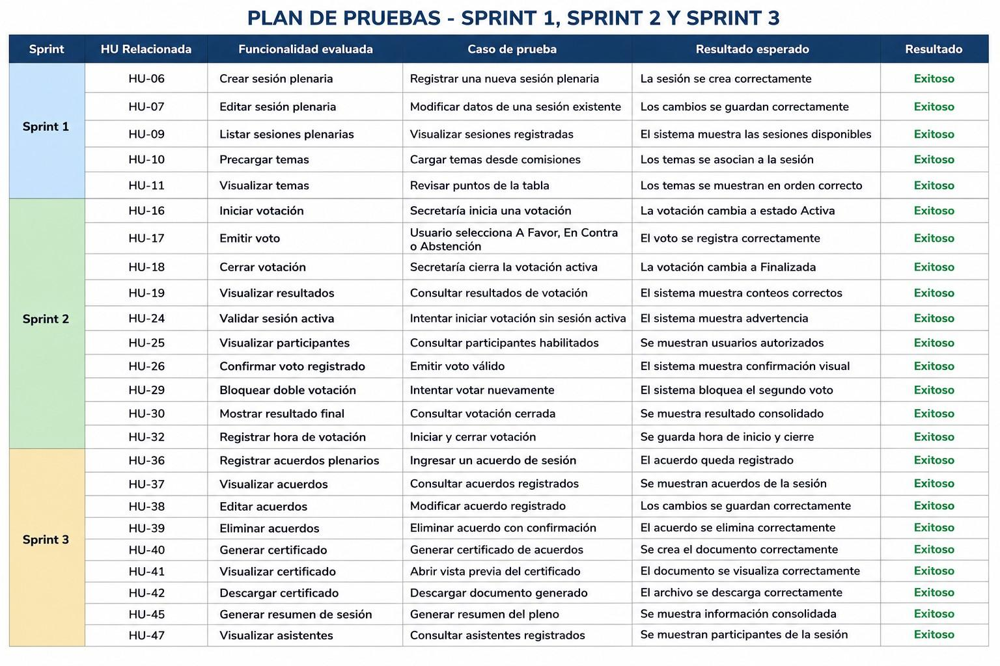 PLAN DE PRUEBAS - SPRINT 1, SPRINT 2 Y SPRINT 3
Sprint HU Relacionada Funcionalidad evaluada Caso de prueba Resultado esperado Resultado
Sprint 1
HU-06 Crear sesión plenaria Registrar una nueva sesión plenaria La sesión se crea correctamente Exitoso
HU-07 Editar sesión plenaria Modificar datos de una sesión existente Los cambios se guardan correctamente Exitoso
HU-09 Listar sesiones plenarias Visualizar sesiones registradas El sistema muestra las sesiones disponibles Exitoso
HU-10 Precargar temas Cargar temas desde comisiones Los temas se asocian a la sesión Exitoso
HU-11 Visualizar temas Revisar puntos de la tabla Los temas se muestran en orden correcto Exitoso
Sprint 2
HU-16 Iniciar votación Secretaría inicia una votación La votación cambia a estado Activa Exitoso
HU-17 Emitir voto Usuario selecciona A Favor, En Contra
o Abstención El voto se registra correctamente Exitoso
HU-18 Cerrar votación Secretaría cierra la votación activa La votación cambia a Finalizada Exitoso
HU-19 Visualizar resultados Consultar resultados de votación El sistema muestra conteos correctos Exitoso
HU-24 Validar sesión activa Intentar iniciar votación sin sesión activa El sistema muestra advertencia Exitoso
HU-25 Visualizar participantes Consultar participantes habilitados Se muestran usuarios autorizados Exitoso
HU-26 Confirmar voto registrado Emitir voto válido El sistema muestra confirmación visual Exitoso
HU-29 Bloquear doble votación Intentar votar nuevamente El sistema bloquea el segundo voto Exitoso
HU-30 Mostrar resultado final Consultar votación cerrada Se muestra resultado consolidado Exitoso
HU-32 Registrar hora de votación Iniciar y cerrar votación Se guarda hora de inicio y cierre Exitoso
Sprint 3
HU-36 Registrar acuerdos plenarios Ingresar un acuerdo de sesión El acuerdo queda registrado Exitoso
HU-37 Visualizar acuerdos Consultar acuerdos registrados Se muestran acuerdos de la sesión Exitoso
HU-38 Editar acuerdos Modificar acuerdo registrado Los cambios se guardan correctamente Exitoso
HU-39 Eliminar acuerdos Eliminar acuerdo con confirmación El acuerdo se elimina correctamente Exitoso
HU-40 Generar certificado Generar certificado de acuerdos Se crea el documento correctamente Exitoso
HU-41 Visualizar certificado Abrir vista previa del certificado El documento se visualiza correctamente Exitoso
HU-42 Descargar certificado Descargar documento generado El archivo se descarga correctamente Exitoso
HU-45 Generar resumen de sesión Generar resumen del pleno Se muestra información consolidada Exitoso
HU-47 Visualizar asistentes Consultar asistentes registrados Se muestran participantes de la sesión Exitoso